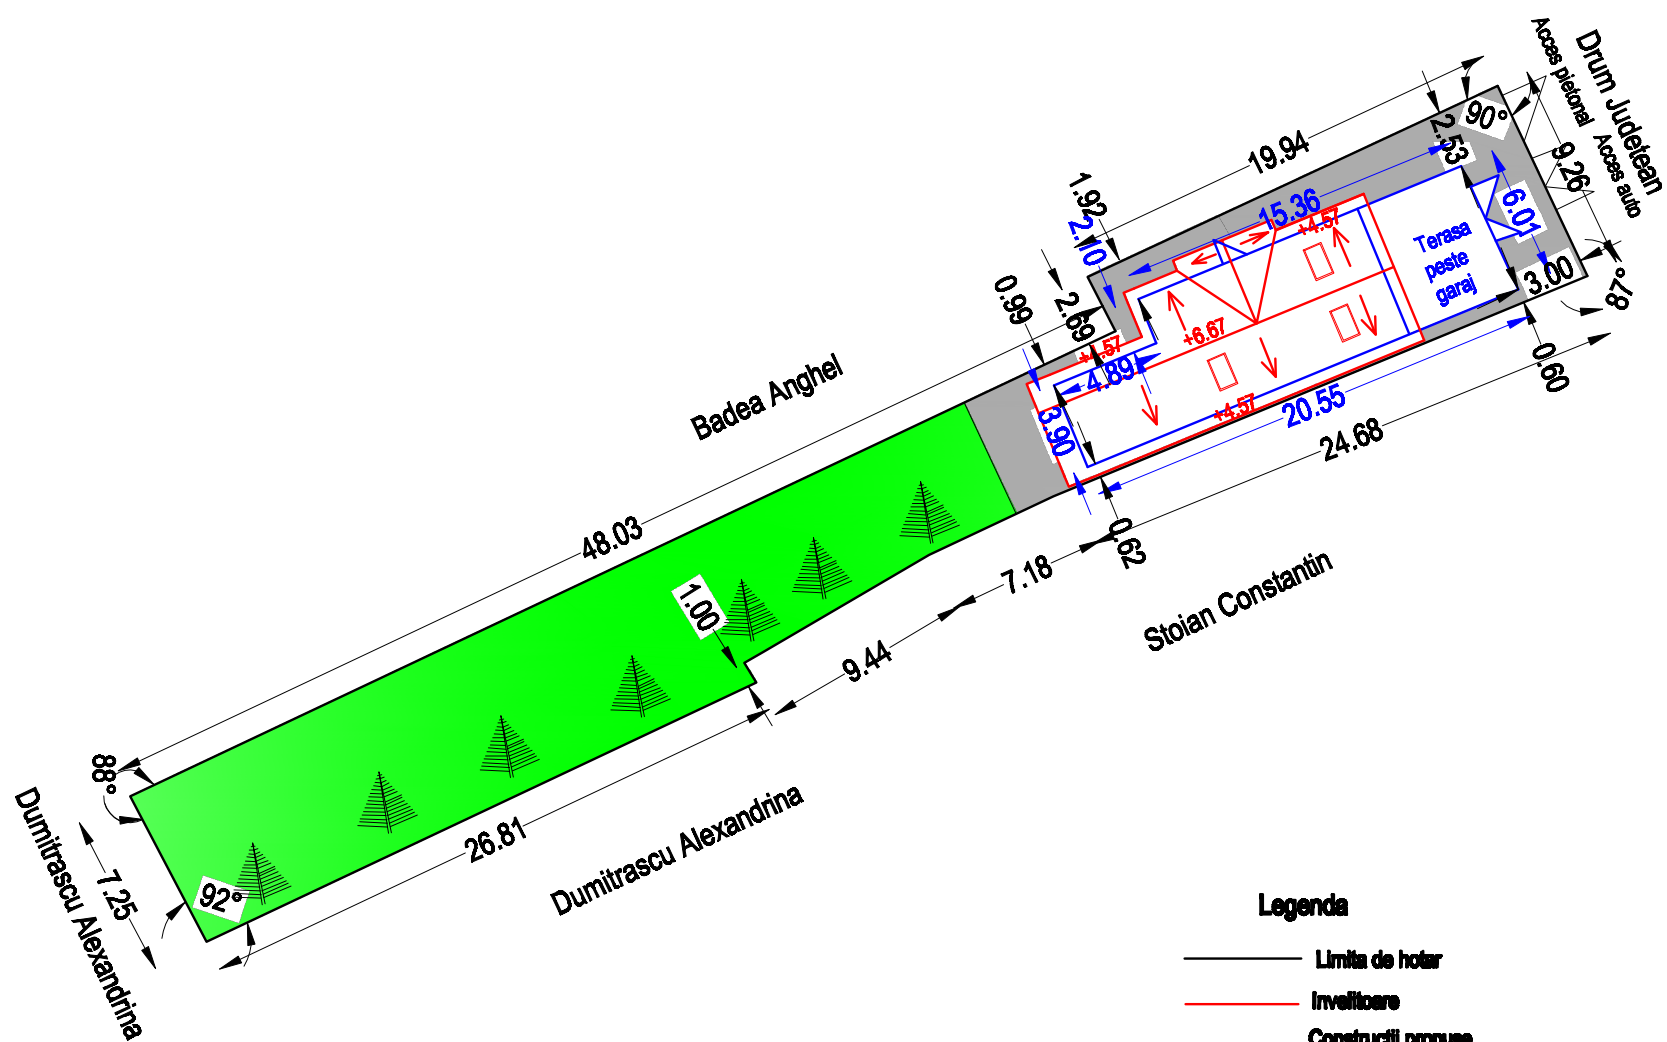 Drum Judetean
Acces pietonal
Acces auto
90°
2.53
9.26
19.94
6.01
15.36
+4.57
1.92
2.10
Terasa
peste
garaj
3.00
87°
0.99
2.69
+6.67
+4.57
4.89
0.60
Badea Anghel
3.90
+4.57
20.55
24.68
48.03
0.62
7.18
Stoian Constantin
1.00
9.44
88°
26.81
Dumitrascu Alexandrina
92°
7.25
Dumitrascu Alexandrina
Legenda
Limita de hotar
Invelitoare
Constructii propuse